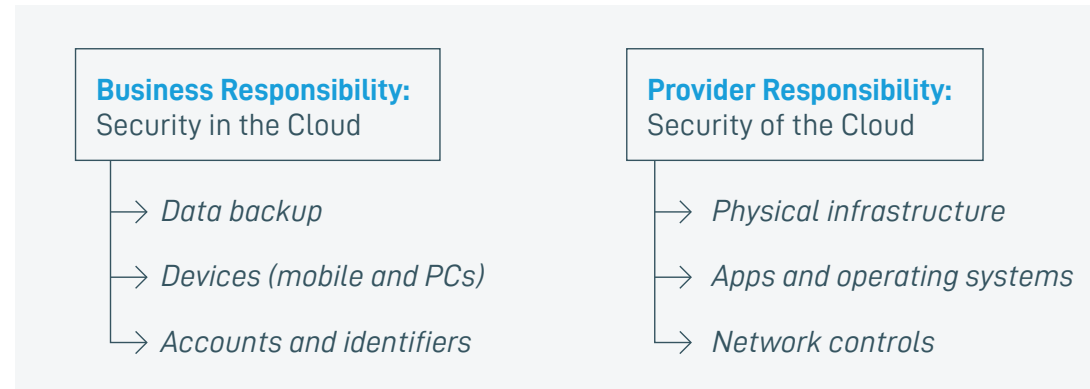 Business Responsibility:
Security in the Cloud
Data backup
Devices (mobile and PCs)
Accounts and identifiers
Provider Responsibility:
Security of the Cloud
Physical infrastructure
Apps and operating systems
Network controls